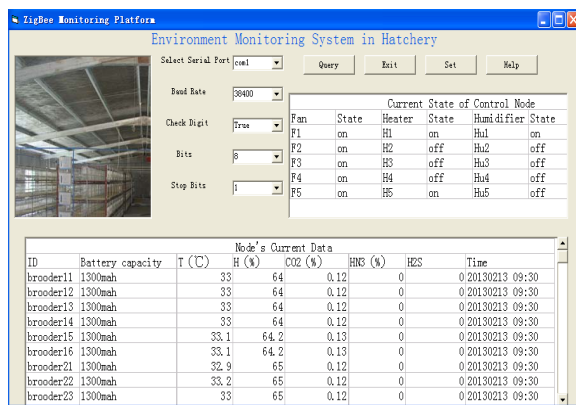 ZigBee Monitoring Platform
Environment Monitoring System in Hatchery
Select Serial Port com1
Query Exit Set Help
Baud Rate 38400
Check Digit True
Bits 8
Stop Bits 1
Current State of Control Node
Fan State Heater State Humidifier State
F1 on H1 on Hu1 on
F2 on H2 off Hu2 off
F3 on H3 off Hu3 off
F4 on H4 off Hu4 off
F5 on H5 on Hu5 off
Node's Current Data
ID Battery capacity T (℃) H (%) CO2 (%) HN3 (%) H2S Time
brooder11 1300mah 33 64 0.12 0 0 20130213 09:30
brooder12 1300mah 33 64 0.12 0 0 20130213 09:30
brooder13 1300mah 33 64 0.12 0 0 20130213 09:30
brooder14 1300mah 33 64 0.12 0 0 20130213 09:30
brooder15 1300mah 33.1 64.2 0.13 0 0 20130213 09:30
brooder16 1300mah 33.1 64.2 0.13 0 0 20130213 09:30
brooder21 1300mah 32.9 65 0.12 0 0 20130213 09:30
brooder22 1300mah 33.2 65 0.12 0 0 20130213 09:30
brooder23 1300mah 33 65 0.12 0 0 20130213 09:30